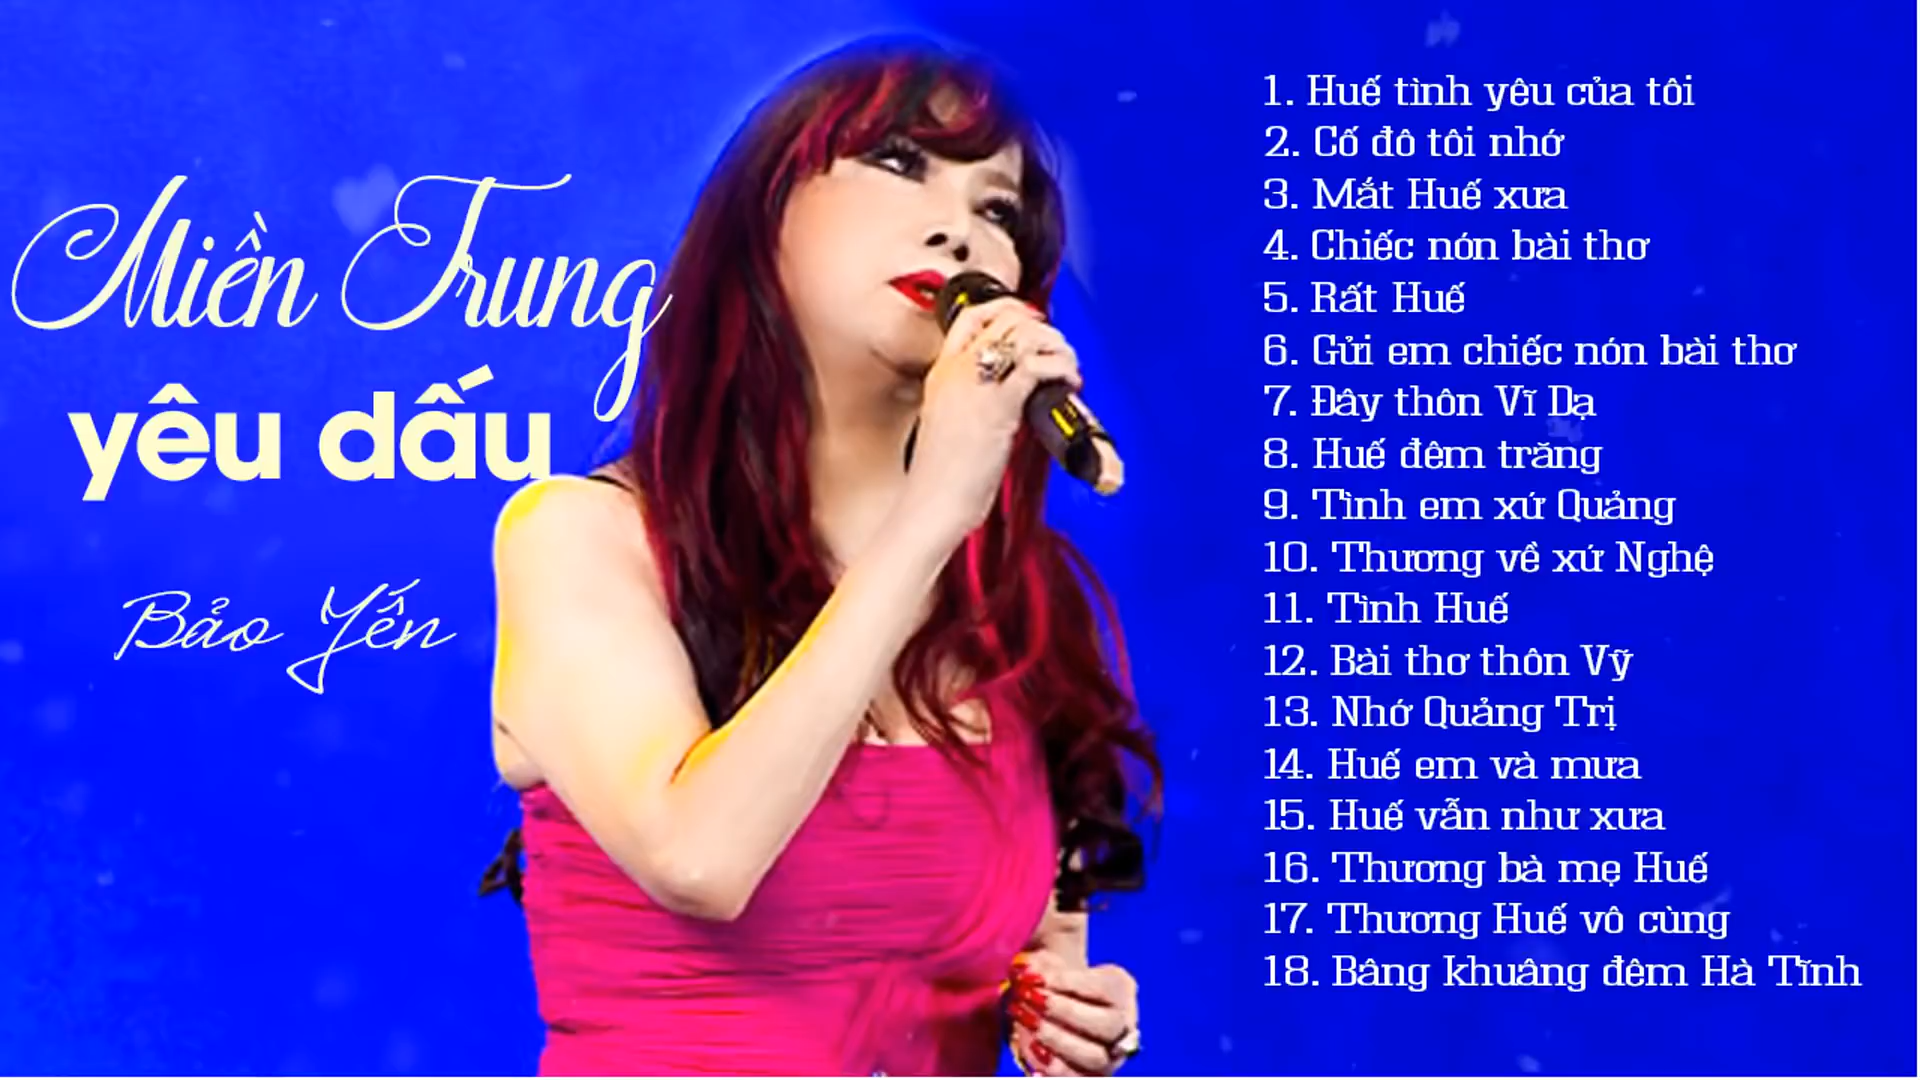 Miền Trung
yêu dấu
Bảo Yến
1. Huế tình yêu của tôi
2. Cố đô tôi nhớ
3. Mắt Huế xưa
4. Chiếc nón bài thơ
5. Rất Huế
6. Gửi em chiếc nón bài thơ
7. Đây thôn Vĩ Dạ
8. Huế đêm trăng
9. Tình em xứ Quảng
10. Thương về xứ Nghệ
11. Tình Huế
12. Bài thơ thôn Vỹ
13. Nhớ Quảng Trị
14. Huế em và mưa
15. Huế vẫn như xưa
16. Thương bà mẹ Huế
17. Thương Huế vô cùng
18. Bâng khuâng đêm Hà Tĩnh